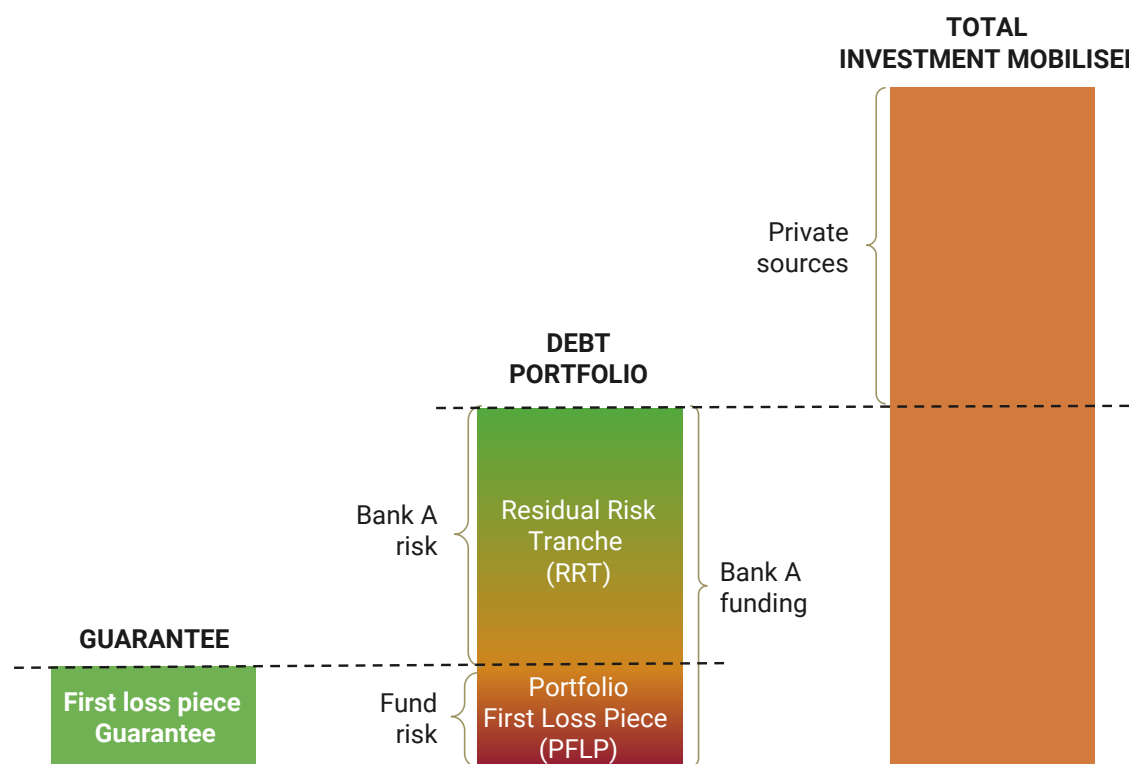 TOTAL
INVESTMENT MOBILISE
Private
sources
DEBT
PORTFOLIO
Bank A
risk
Residual Risk
Tranche
(RRT)
Bank A
funding
GUARANTEE
First loss piece
Guarantee
Fund
risk
Portfolio
First Loss Piece
(PFLP)